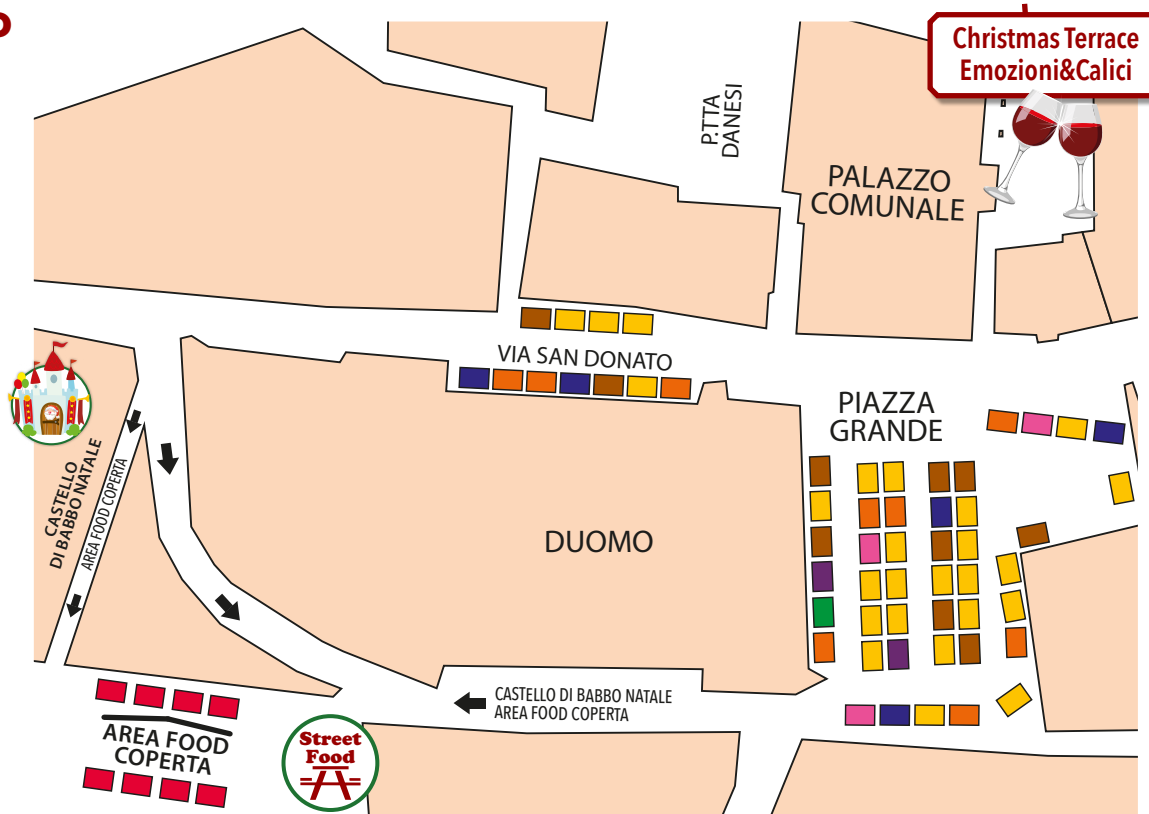 Christmas Terrace
Emozioni&Calici
P.TTA
DANESI
PALAZZO
COMUNALE
VIA SAN DONATO
PIAZZA
GRANDE
CASTELLO
DI BABBO NATALE
AREA FOOD COPERTA
DUOMO
CASTELLO DI BABBO NATALE
AREA FOOD COPERTA
AREA FOOD
COPERTA
Street
Food